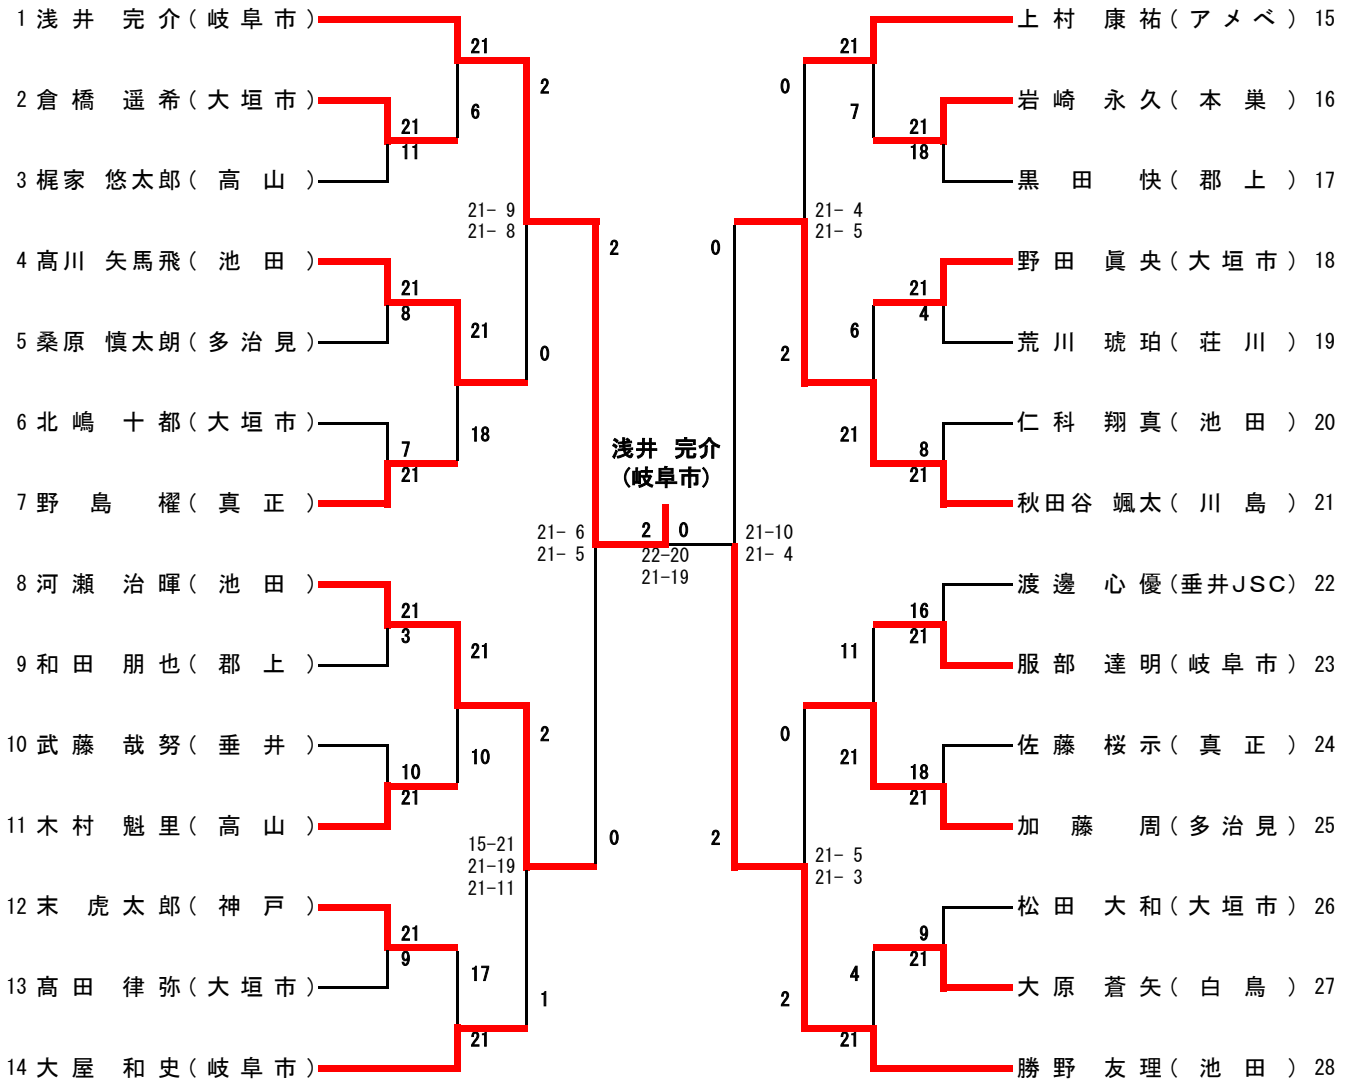 1 浅井 完介(岐阜市)
2 倉橋 遥希(大垣市)
3 梶家 悠太郎(高山)
4 髙川 矢馬飛(池田)
5 桑原 慎太朗(多治見)
6 北嶋 十都(大垣市)
7 野島 櫂(真正)
8 河瀬 治暉(池田)
9 和田 朋也(郡上)
10 武藤 哉努(垂井)
11 木村 魁里(高山)
12 末 虎太郎(神戸)
13 髙田 律弥(大垣市)
14 大屋 和史(岐阜市)
21
11
21
8
7
21
21
3
10
21
21
9
21
6
21
18
21
10
17
21
2
21- 9
21- 8
0
2
15-21
21-19
21-11
1
2
21- 6
21- 5
0
浅井 完介
(岐阜市)
2 0
22-20
21-19
0
21-10
21- 4
2
0
21- 4
21- 5
2
0
21- 5
21- 3
2
21
7
6
21
11
21
4
21
21
18
21
4
8
21
16
21
18
21
9
21
上村 康祐(アメベ) 15
岩崎 永久(本巣) 16
黒田 快(郡上) 17
野田 眞央(大垣市) 18
荒川 琥珀(荘川) 19
仁科 翔真(池田) 20
秋田谷 颯太(川島) 21
渡邊 心優(垂井JSC) 22
服部 達明(岐阜市) 23
佐藤 桜示(真正) 24
加藤 周(多治見) 25
松田 大和(大垣市) 26
大原 蒼矢(白鳥) 27
勝野 友理(池田) 28